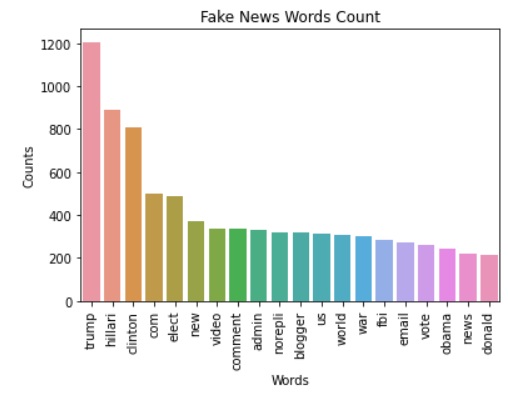 Fake News Words Count
Counts
1200
1000
800
600
400
200
0
trump
hillari
clinton
com
elect
new
video
comment
admin
norepli
blogger
us
world
war
fbi
email
vote
obama
news
donald
Words